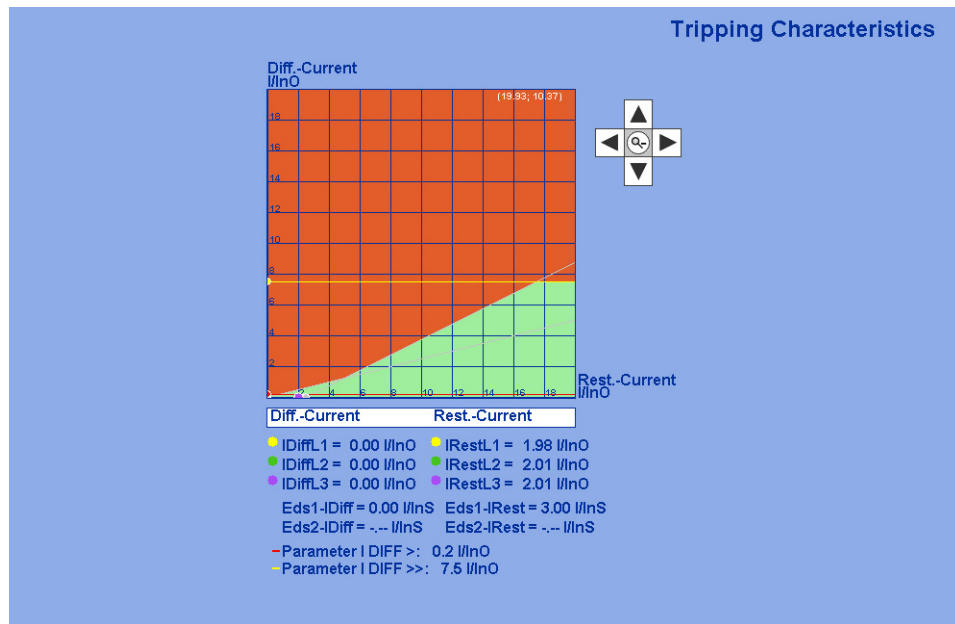 Tripping Characteristics
Diff.-Current
I/InO
(19.93; 10.37)
18
16
14
12
10
8
6
4
2
2 4 6 8 10 12 14 16 18
Rest.-Current
I/InO
Diff.-Current Rest.-Current
IDiffL1 = 0.00 I/InO IRestL1 = 1.98 I/InO
IDiffL2 = 0.00 I/InO IRestL2 = 2.01 I/InO
IDiffL3 = 0.00 I/InO IRestL3 = 2.01 I/InO
Eds1-IDiff = 0.00 I/InS Eds1-IRest = 3.00 I/InS
Eds2-IDiff = -.-- I/InS Eds2-IRest = -.-- I/InS
Parameter I DIFF >: 0.2 I/InO
Parameter I DIFF >>: 7.5 I/InO